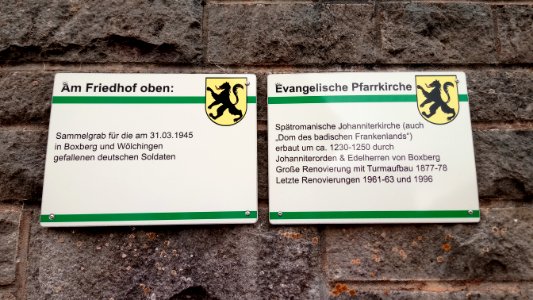 Am Friedhof oben:
Sammelgrab für die am 31.03.1945
in Boxberg und Wölchingen
gefallenen deutschen Soldaten
Evangelische Pfarrkirche
Spätromanische Johanniterkirche (auch
„Dom des badischen Frankenlands“)
erbaut um ca. 1230-1250 durch
Johanniterorden & Edelherren von Boxberg
Große Renovierung mit Turmaufbau 1877-78
Letzte Renovierungen 1961-63 und 1996